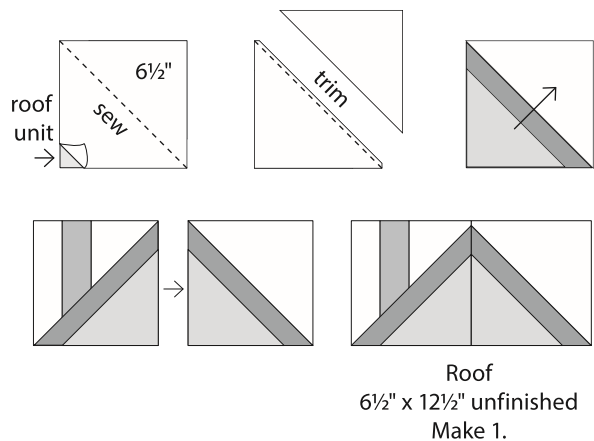 6½"
sew
roof
unit
trim
Roof
6½" x 12½" unfinished
Make 1.